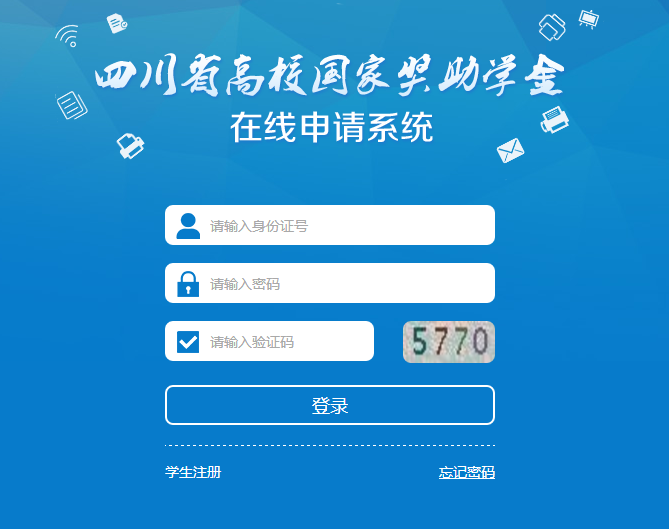 四川省高校国家奖助学金
在线申请系统
请输入身份证号
请输入密码
请输入验证码 5770
登录
学生注册 忘记密码